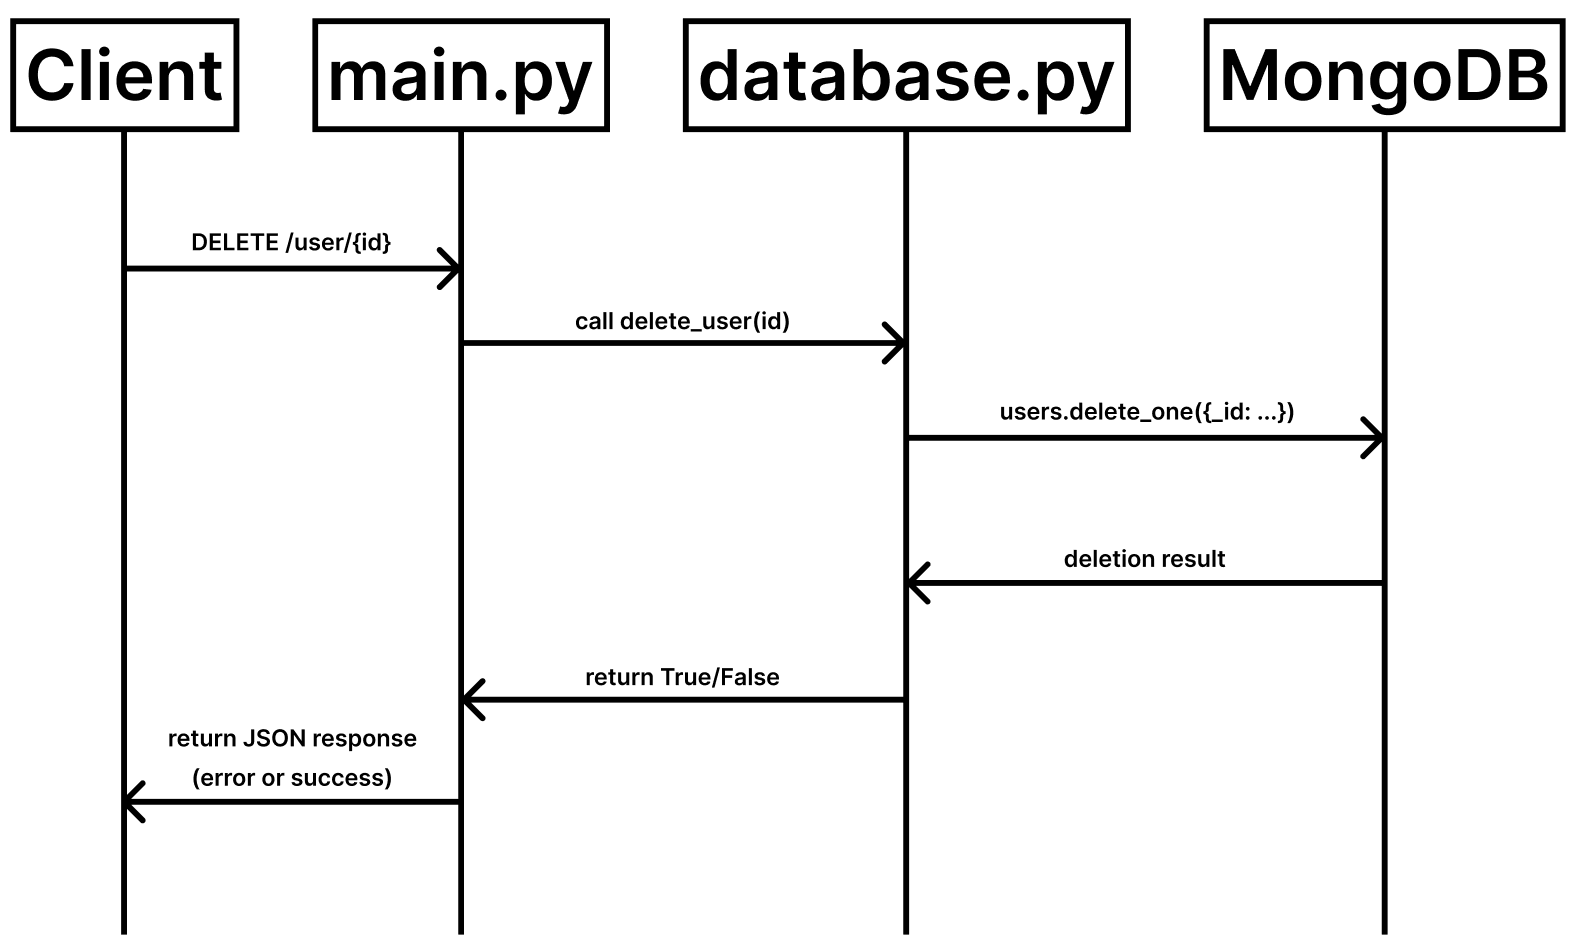 Client
main.py
database.py
MongoDB
DELETE /user/{id}
call delete_user(id)
users.delete_one({_id: ...})
deletion result
return True/False
return JSON response
(error or success)